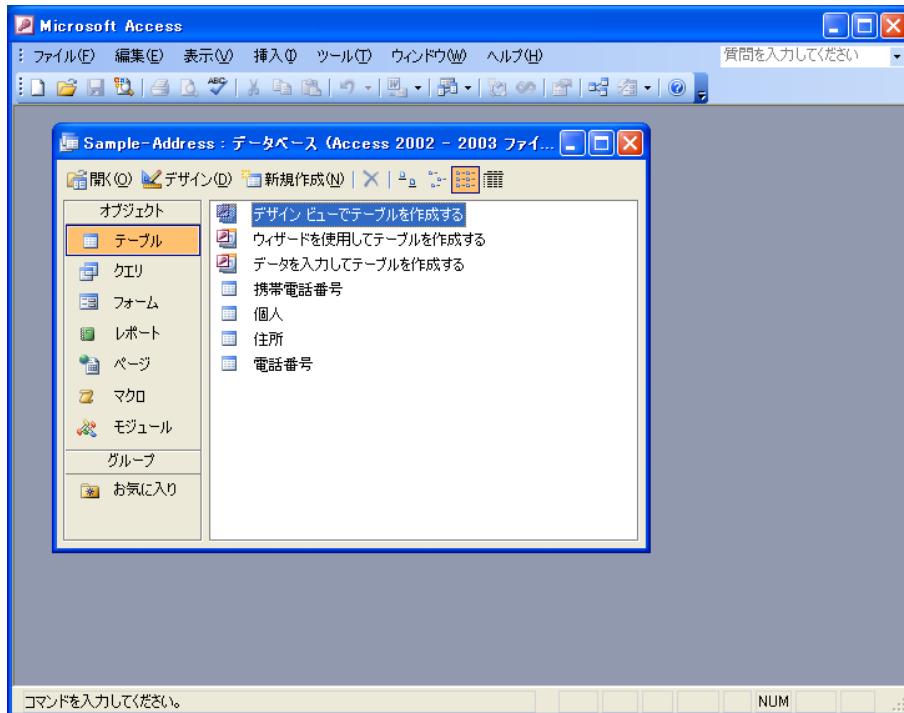 Microsoft Access
ファイル(F) 編集(E) 表示(V) 挿入(I) ツール(T) ウィンドウ(W) ヘルプ(H) 質問を入力してください
Sample-Address : データベース (Access 2002 - 2003 ファイ...
開く(O) デザイン(D) 新規作成(N)
オブジェクト
テーブル
クエリ
フォーム
レポート
ページ
マクロ
モジュール
グループ
お気に入り
デザイン ビューでテーブルを作成する
ウィザードを使用してテーブルを作成する
データを入力してテーブルを作成する
携帯電話番号
個人
住所
電話番号
コマンドを入力してください。 NUM